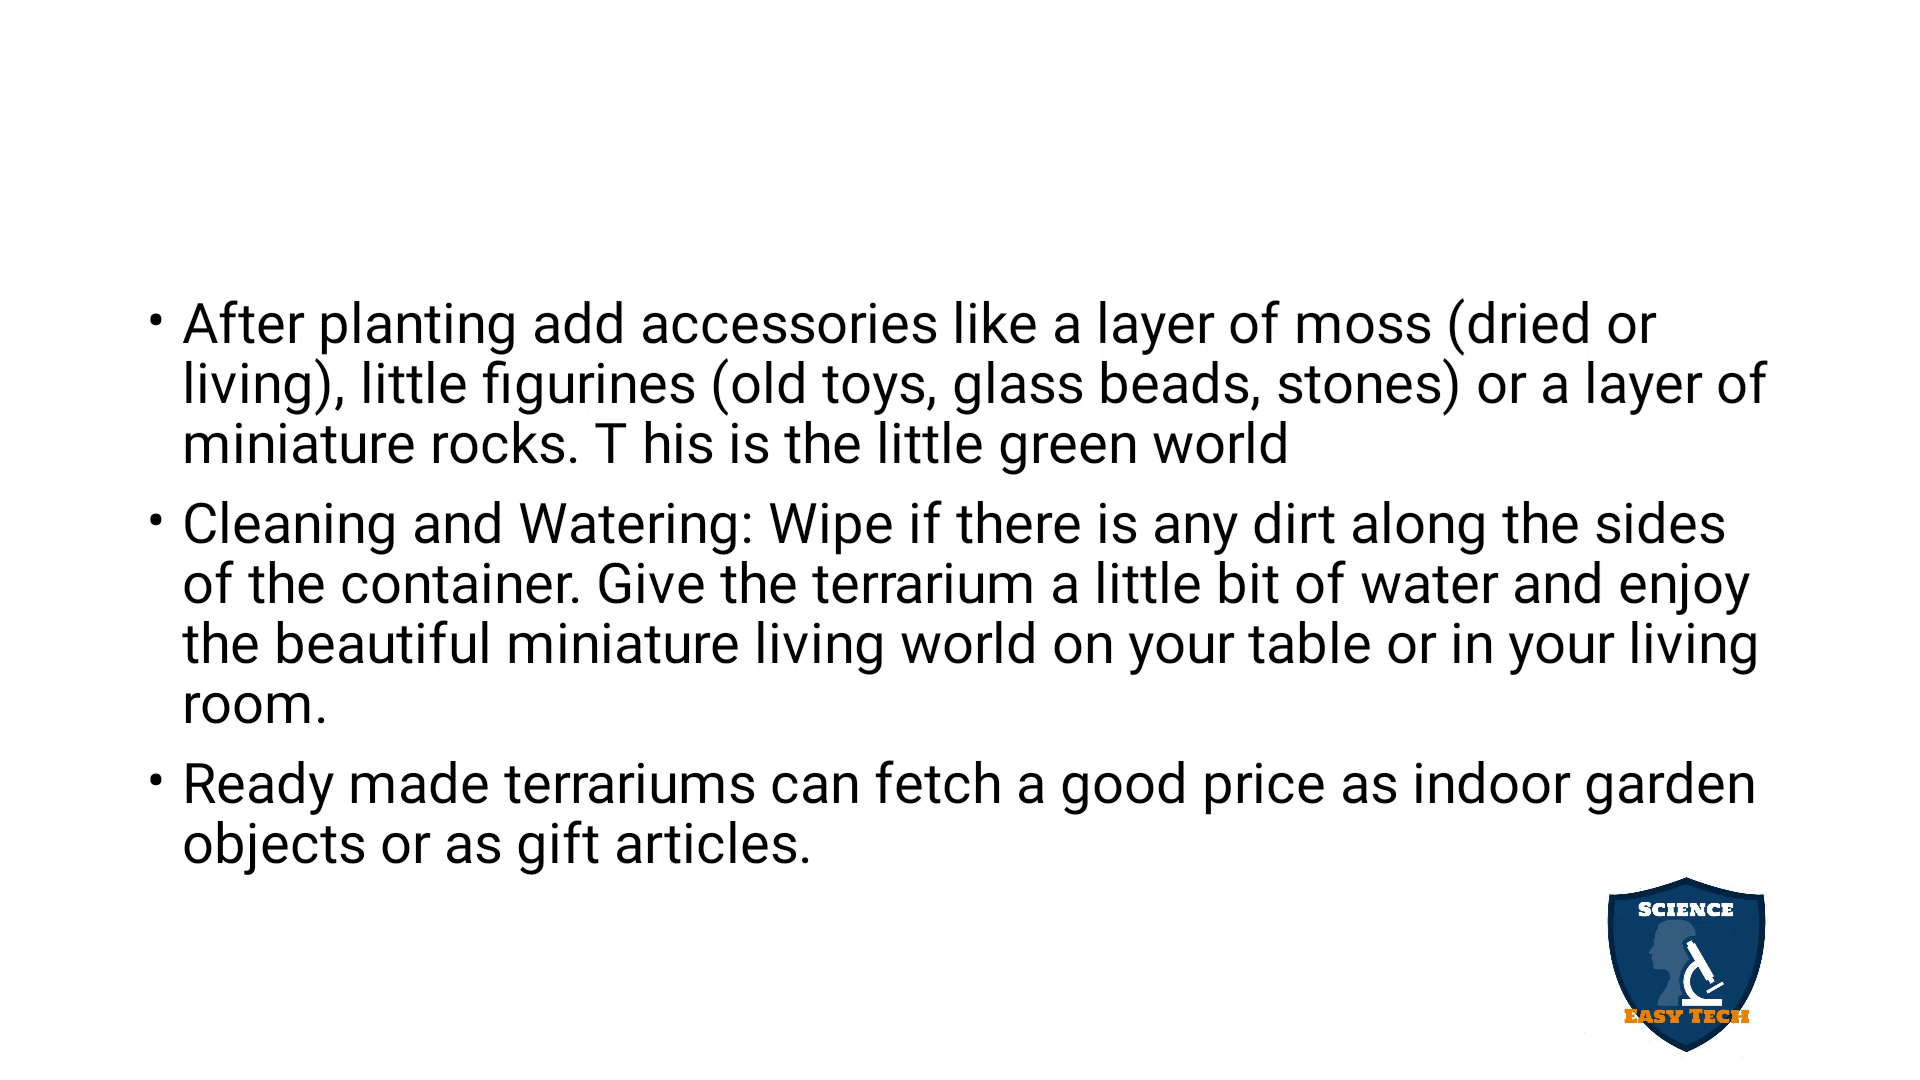 • After planting add accessories like a layer of moss (dried or
living), little figurines (old toys, glass beads, stones) or a layer of
miniature rocks. T his is the little green world
• Cleaning and Watering: Wipe if there is any dirt along the sides
of the container. Give the terrarium a little bit of water and enjoy
the beautiful miniature living world on your table or in your living
room.
• Ready made terrariums can fetch a good price as indoor garden
objects or as gift articles.
SCIENCE
EASY TECH